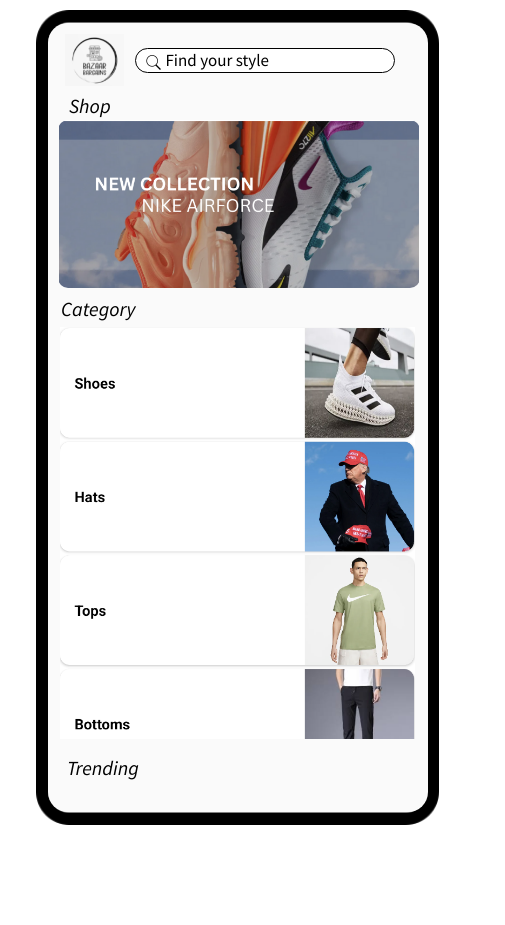 BAZAAR
BARGAINS
Find your style
Shop
NEW COLLECTION
NIKE AIRFORCE
Category
Shoes
Hats
Tops
Bottoms
Trending